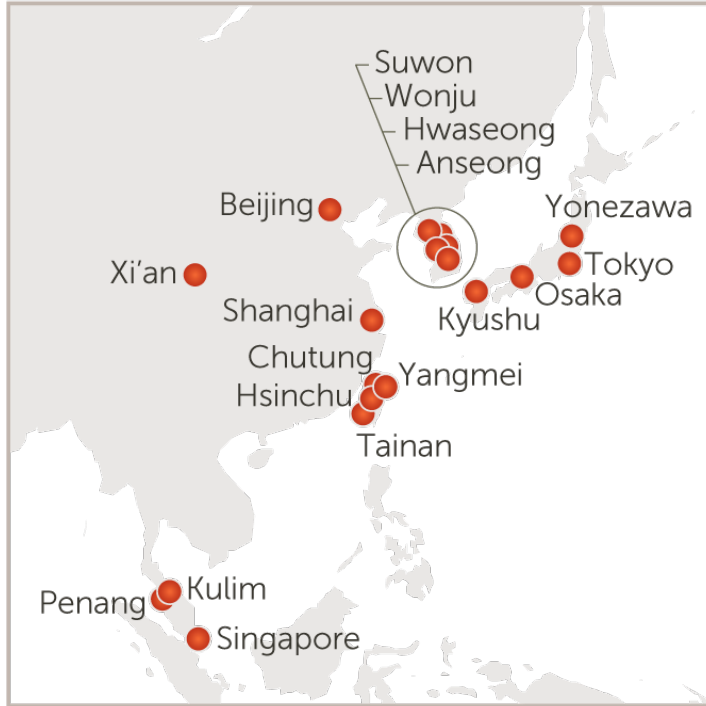 Suwon
Wonju
Hwaseong
Anseong
Beijing
Yonezawa
Xi'an
Tokyo
Osaka
Shanghai
Kyushu
Chutung
Yangmei
Hsinchu
Tainan
Kulim
Penang
Singapore